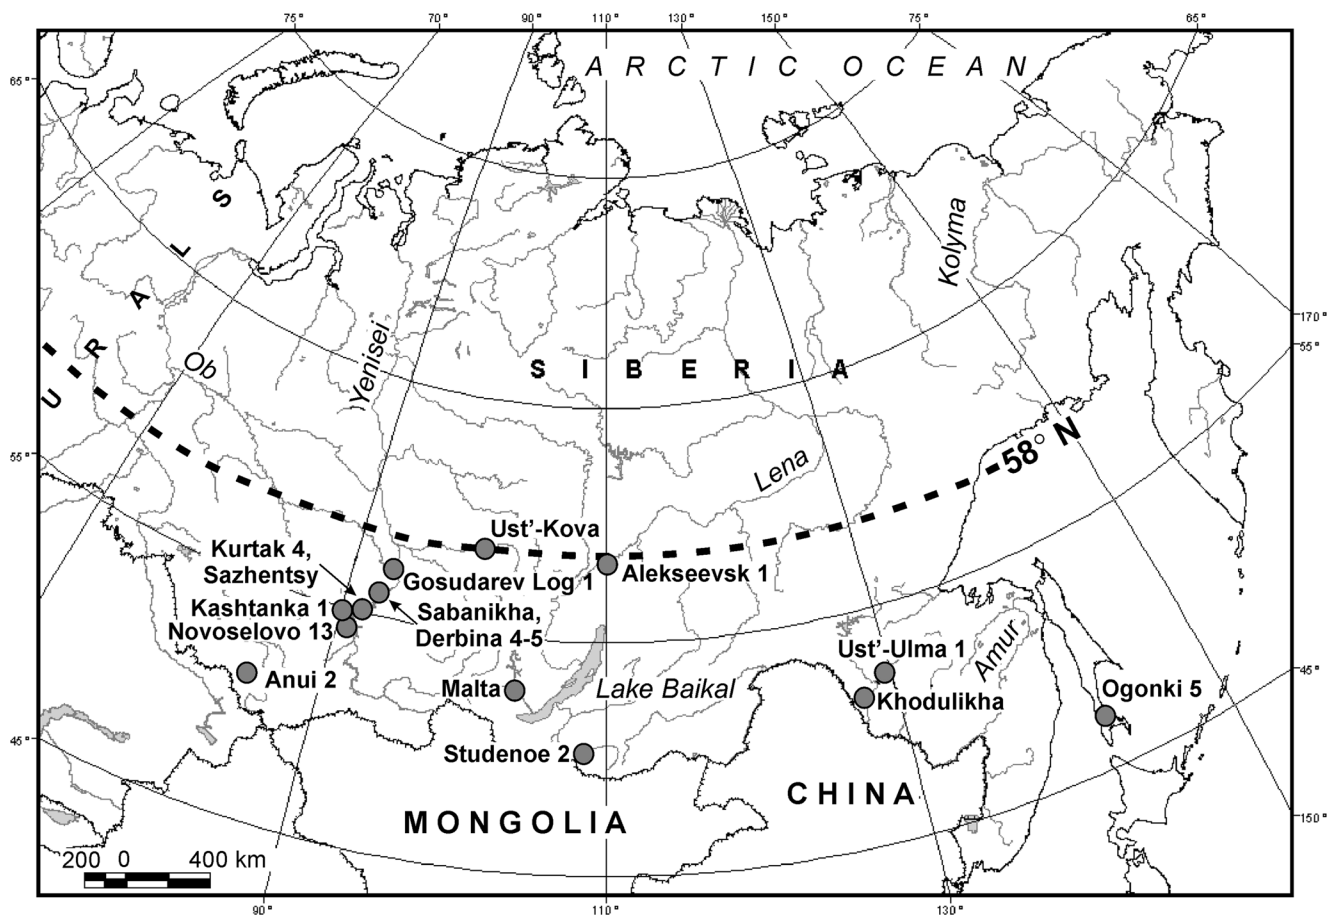 75° 70° 90° 110° 130° 150° 75° 65°
ARCTIC OCEAN
65°
URALS
Ob
Yenisei
Kolyma
SIBERIA
170°
55°
58° N
55°
Lena
Ust'-Kova
Kurtak 4,
Sazhentsy
Gosudarev Log 1
Alekseevsk 1
Kashtanka 1
Sabanikha,
Derbina 4-5
Novoselovo 13
Ust'-Ulma 1
Amur
Anui 2
45°
Malta
Lake Baikal
Khodulikha
Ogonki 5
45°
Studenoe 2
CHINA
MONGOLIA
150°
200 0 400 km
90° 110° 130°